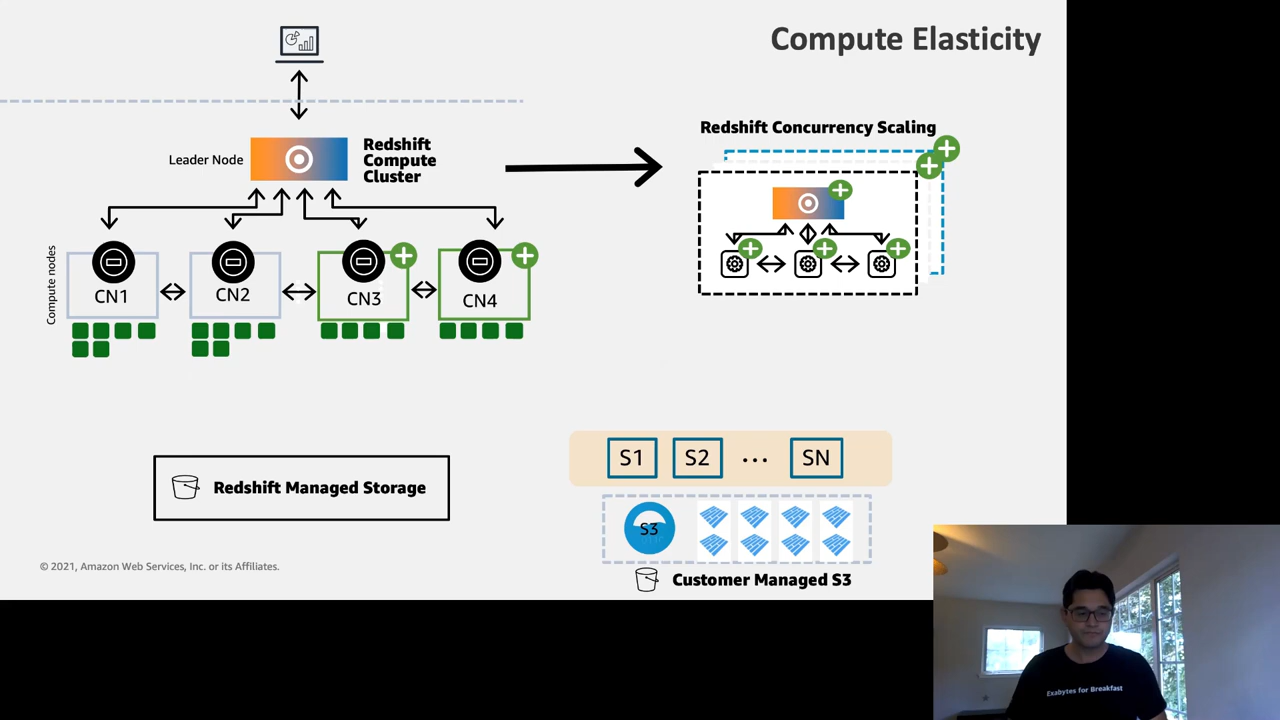 Compute Elasticity
Redshift Concurrency Scaling
Leader Node
Redshift
Compute
Cluster
Compute nodes
CN1
CN2
CN3
CN4
S1 S2 ... SN
Redshift Managed Storage
S3
© 2021, Amazon Web Services, Inc. or its Affiliates.
Customer Managed S3
Exabytes for Breakfast